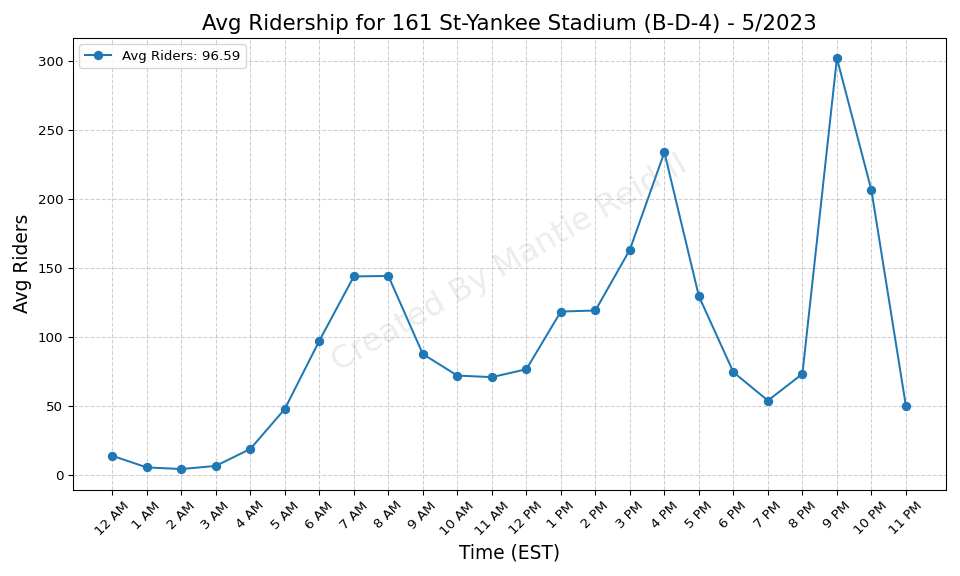 Avg Ridership for 161 St-Yankee Stadium (B-D-4) - 5/2023
Avg Riders: 96.59
Avg Riders
300
250
200
150
100
50
0
Created By Mantle Reid II
12 AM
1 AM
2 AM
3 AM
4 AM
5 AM
6 AM
7 AM
8 AM
9 AM
10 AM
11 AM
12 PM
1 PM
2 PM
3 PM
4 PM
5 PM
6 PM
7 PM
8 PM
9 PM
10 PM
11 PM
Time (EST)